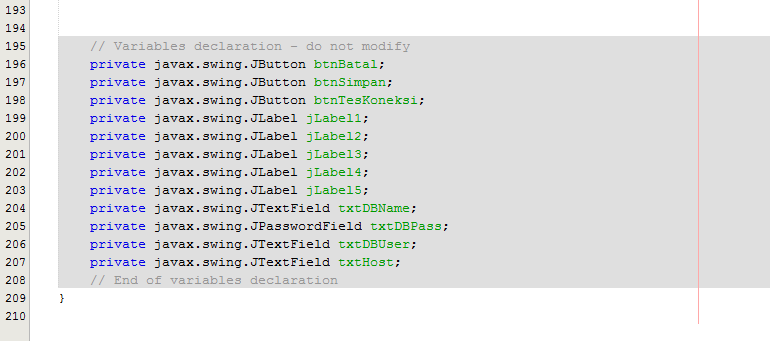 193
194
195 // Variables declaration - do not modify
196 private javax.swing.JButton btnBatal;
197 private javax.swing.JButton btnSimpan;
198 private javax.swing.JButton btnTesKoneksi;
199 private javax.swing.JLabel jLabel1;
200 private javax.swing.JLabel jLabel2;
201 private javax.swing.JLabel jLabel3;
202 private javax.swing.JLabel jLabel4;
203 private javax.swing.JLabel jLabel5;
204 private javax.swing.JTextField txtDBName;
205 private javax.swing.JPasswordField txtDBPass;
206 private javax.swing.JTextField txtDBUser;
207 private javax.swing.JTextField txtHost;
208 // End of variables declaration
209 }
210